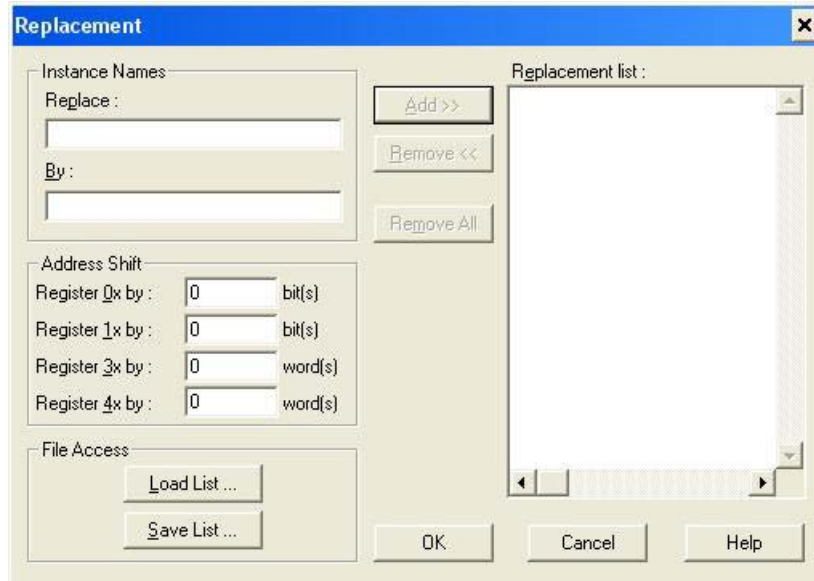 Replacement
Instance Names
Replace :
By :
Add >>
Remove <<
Remove All
Replacement list :
Address Shift
Register 0x by : 0 bit(s)
Register 1x by : 0 bit(s)
Register 3x by : 0 word(s)
Register 4x by : 0 word(s)
File Access
Load List ...
Save List ...
OK
Cancel
Help